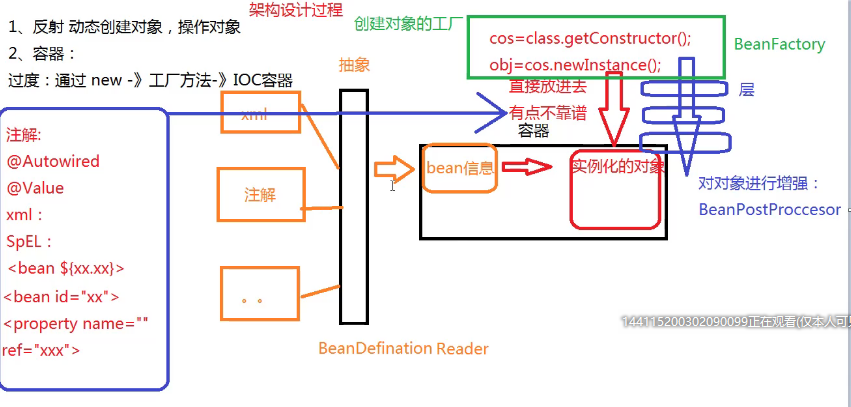 架构设计过程
1、反射 动态创建对象，操作对象
2、容器：
过度：通过 new -》工厂方法-》IOC容器
创建对象的工厂
cos=class.getConstructor();
obj=cos.newInstance();
BeanFactory
直接放进去
有点不靠谱
层
抽象
xml
注解
。。
BeanDefination Reader
容器
bean信息
实例化的对象
对对象进行增强：
BeanPostProccesor
注解:
@Autowired
@Value
xml：
SpEL：
<bean ${xx.xx}>
<bean id="xx">
<property name=""
ref="xxx">
144115200302090099正在观看(仅本人可见